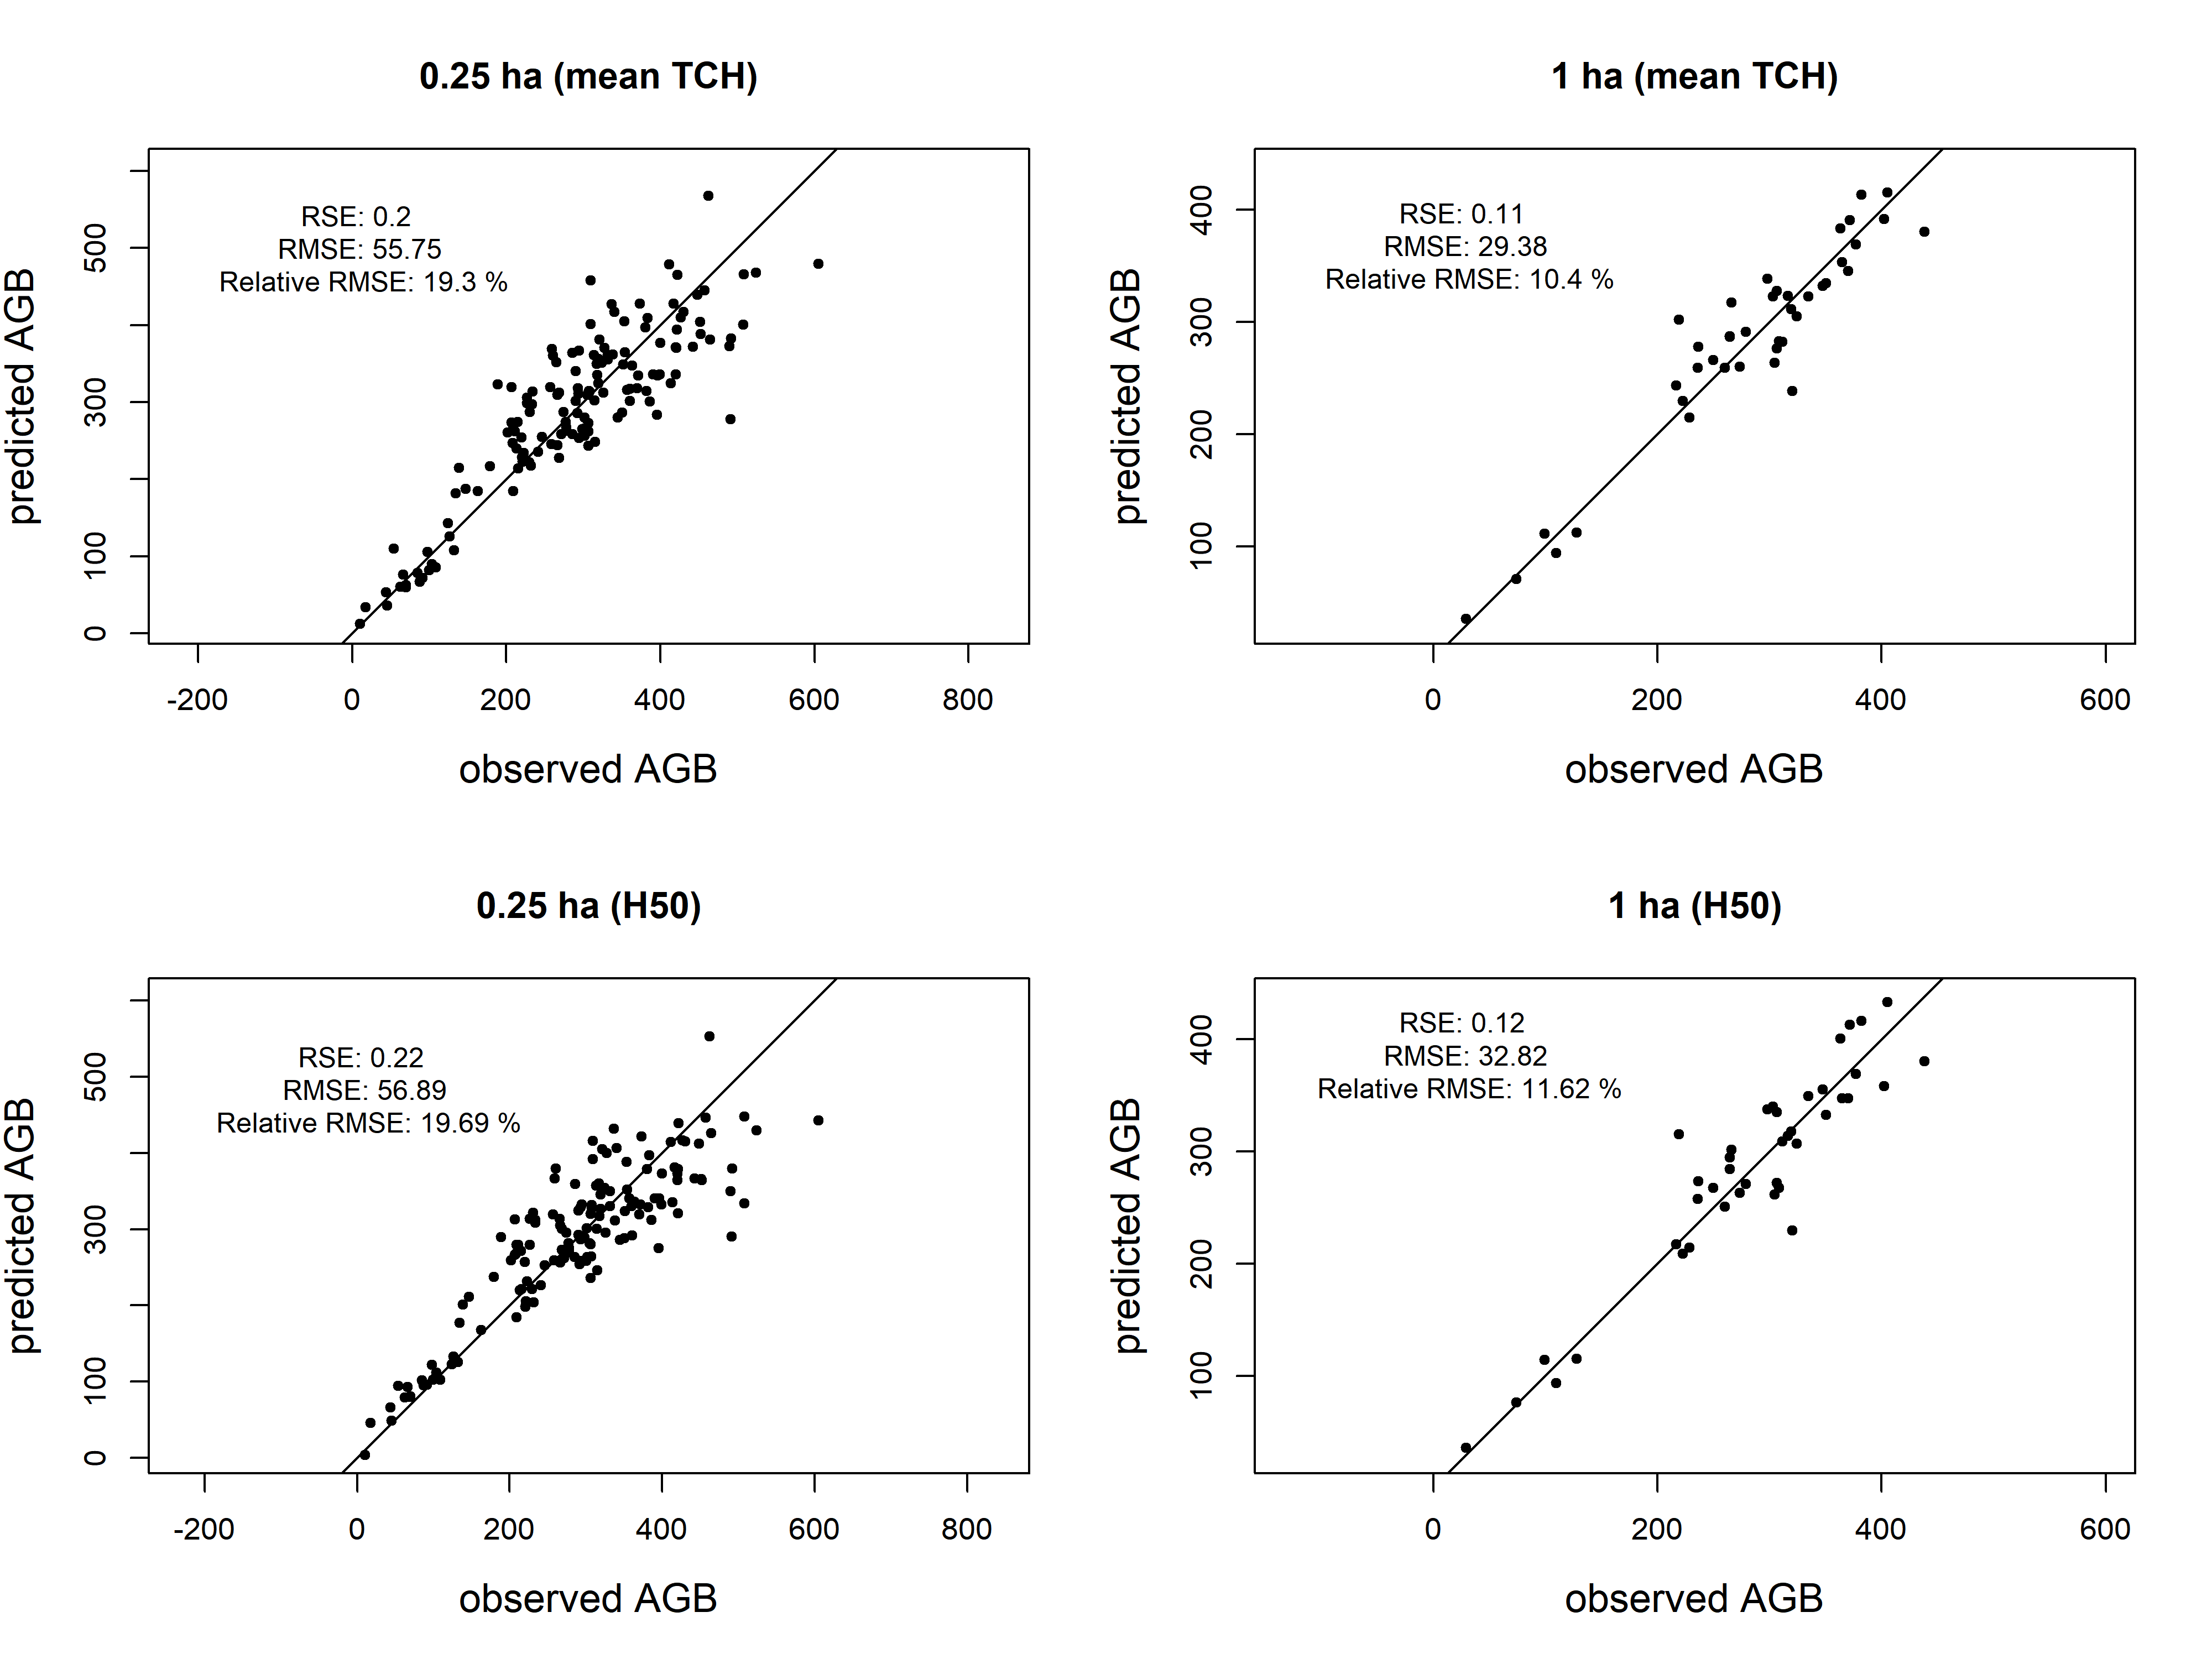 0.25 ha (mean TCH)
RSE: 0.2
RMSE: 55.75
Relative RMSE: 19.3 %
predicted AGB
0 100 300 500
-200 0 200 400 600 800
observed AGB
1 ha (mean TCH)
RSE: 0.11
RMSE: 29.38
Relative RMSE: 10.4 %
predicted AGB
100 200 300 400
0 200 400 600
observed AGB
0.25 ha (H50)
RSE: 0.22
RMSE: 56.89
Relative RMSE: 19.69 %
predicted AGB
0 100 300 500
-200 0 200 400 600 800
observed AGB
1 ha (H50)
RSE: 0.12
RMSE: 32.82
Relative RMSE: 11.62 %
predicted AGB
100 200 300 400
0 200 400 600
observed AGB